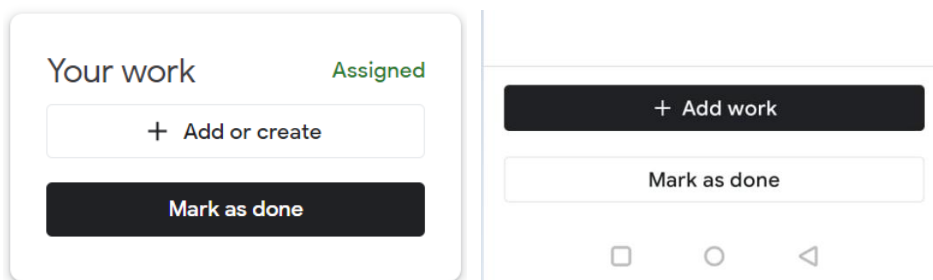 Your work
Assigned
+ Add or create
Mark as done
+ Add work
Mark as done